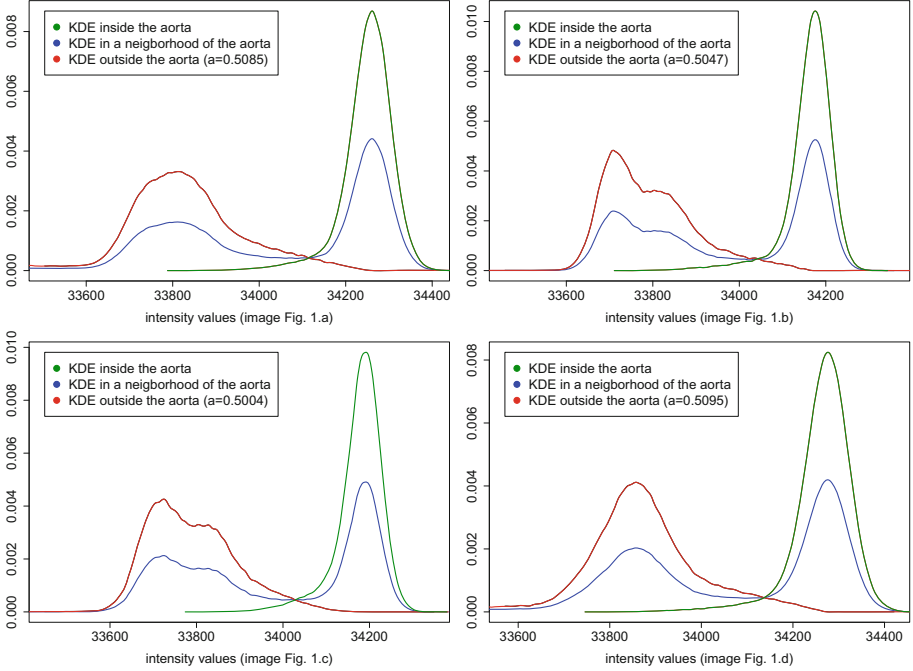 KDE inside the aorta
KDE in a neigborhood of the aorta
KDE outside the aorta (a=0.5085)
0.000 0.002 0.004 0.006 0.008
33600 33800 34000 34200 34400
intensity values (image Fig. 1.a)
KDE inside the aorta
KDE in a neigborhood of the aorta
KDE outside the aorta (a=0.5047)
0.000 0.002 0.004 0.006 0.008 0.010
33600 33800 34000 34200
intensity values (image Fig. 1.b)
KDE inside the aorta
KDE in a neigborhood of the aorta
KDE outside the aorta (a=0.5004)
0.000 0.002 0.004 0.006 0.008 0.010
33600 33800 34000 34200
intensity values (image Fig. 1.c)
KDE inside the aorta
KDE in a neigborhood of the aorta
KDE outside the aorta (a=0.5095)
0.000 0.002 0.004 0.006 0.008
33600 33800 34000 34200 34400
intensity values (image Fig. 1.d)